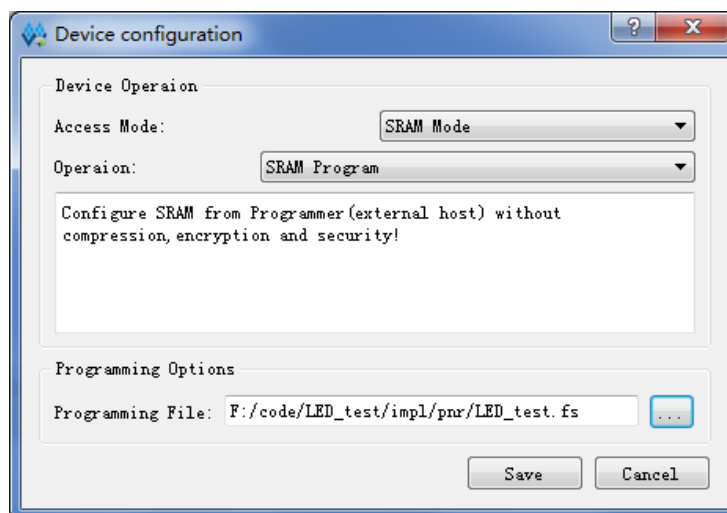 Device configuration
Device Operaion
Access Mode: SRAM Mode
Operaion: SRAM Program
Configure SRAM from Programmer(external host) without
compression,encryption and security!
Programming Options
Programming File: F:/code/LED_test/impl/pnr/LED_test.fs ...
Save Cancel